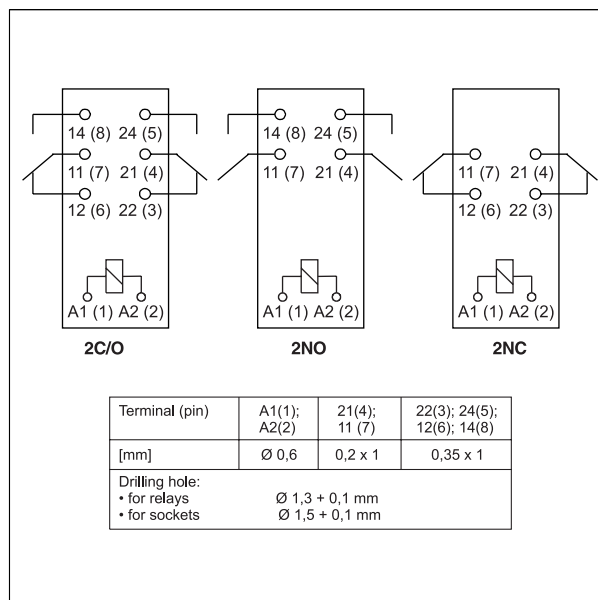 14 (8) 24 (5)
11 (7) 21 (4)
12 (6) 22 (3)
A1 (1) A2 (2)
2C/O
14 (8) 24 (5)
11 (7) 21 (4)
A1 (1) A2 (2)
2NO
11 (7) 21 (4)
12 (6) 22 (3)
A1 (1) A2 (2)
2NC
Terminal (pin) A1(1); 21(4); 22(3); 24(5);
A2(2) 11 (7) 12(6); 14(8)
[mm] Ø 0,6 0,2 x 1 0,35 x 1
Drilling hole:
• for relays Ø 1,3 + 0,1 mm
• for sockets Ø 1,5 + 0,1 mm